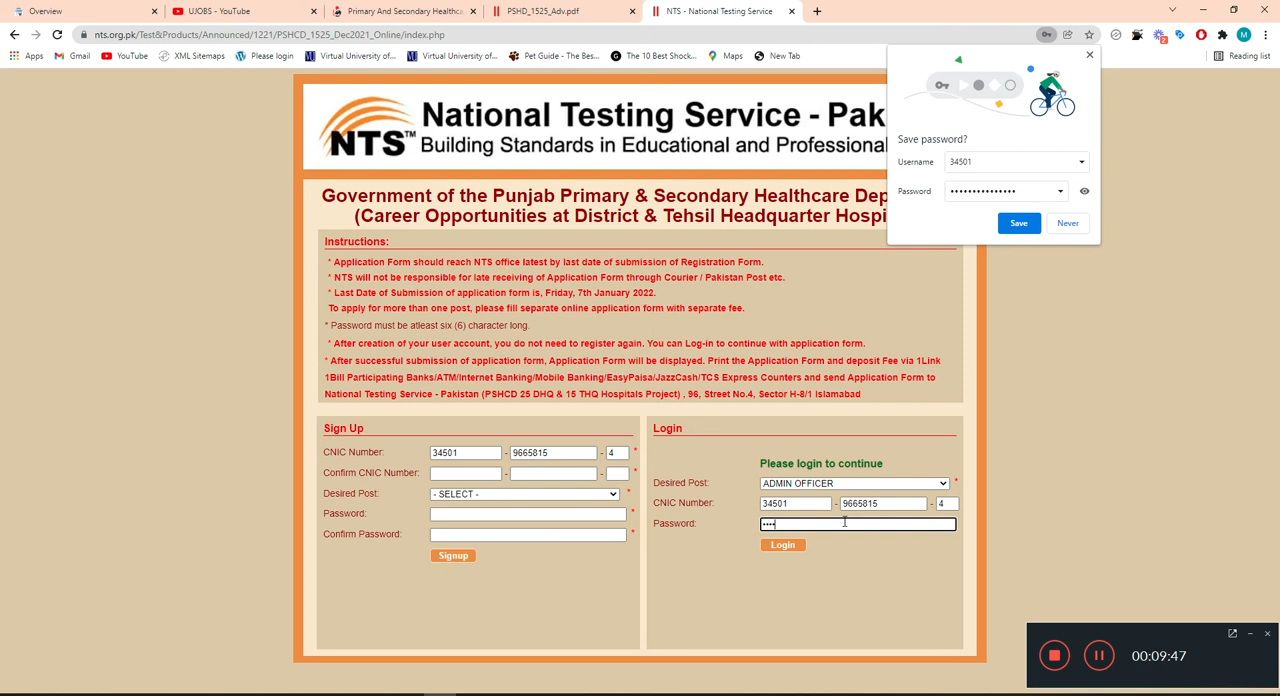 Overview
UJOBS - YouTube
Primary And Secondary Healthca
PSHD_1525_Adv.pdf
NTS - National Testing Service
nts.org.pk/Test&Products/Announced/1221/PSHCD_1525_Dec2021_Online/index.php
2
M
Apps
Gmail
YouTube
XML Sitemaps
Please login
Virtual University of...
Virtual University of...
Pet Guide - The Bes...
The 10 Best Shock...
Maps
New Tab
Reading list
Save password?
Username 34501
Password ••••••••••••••••
Save
Never
NTS™
National Testing Service - Pak
Building Standards in Educational and Professional
Government of the Punjab Primary & Secondary Healthcare Dep
(Career Opportunities at District & Tehsil Headquarter Hospi
Instructions:
* Application Form should reach NTS office latest by last date of submission of Registration Form.
* NTS will not be responsible for late receiving of Application Form through Courier / Pakistan Post etc.
* Last Date of Submission of application form is, Friday, 7th January 2022.
To apply for more than one post, please fill separate online application form with separate fee.
* Password must be atleast six (6) character long.
* After creation of your user account, you do not need to register again. You can Log-in to continue with application form.
* After successful submission of application form, Application Form will be displayed. Print the Application Form and deposit Fee via 1Link
1Bill Participating Banks/ATM/Internet Banking/Mobile Banking/EasyPaisa/JazzCash/TCS Express Counters and send Application Form to
National Testing Service - Pakistan (PSHCD 25 DHQ & 15 THQ Hospitals Project) , 96, Street No.4, Sector H-8/1 Islamabad
Sign Up
CNIC Number: 34501 - 9665815 - 4 *
Confirm CNIC Number: - - *
Desired Post: - SELECT - *
Password: *
Confirm Password: *
Signup
Login
Please login to continue
Desired Post: ADMIN OFFICER *
CNIC Number: 34501 - 9665815 - 4
Password: ••••
Login
00:09:47